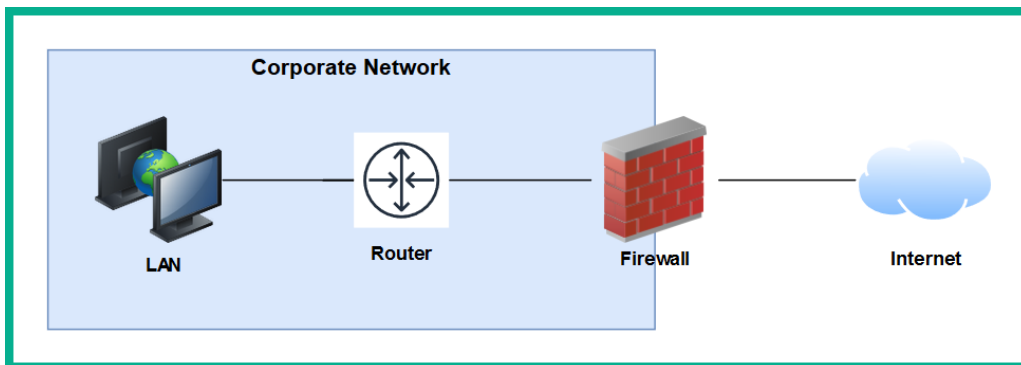 Corporate Network
LAN
Router
Firewall
Internet